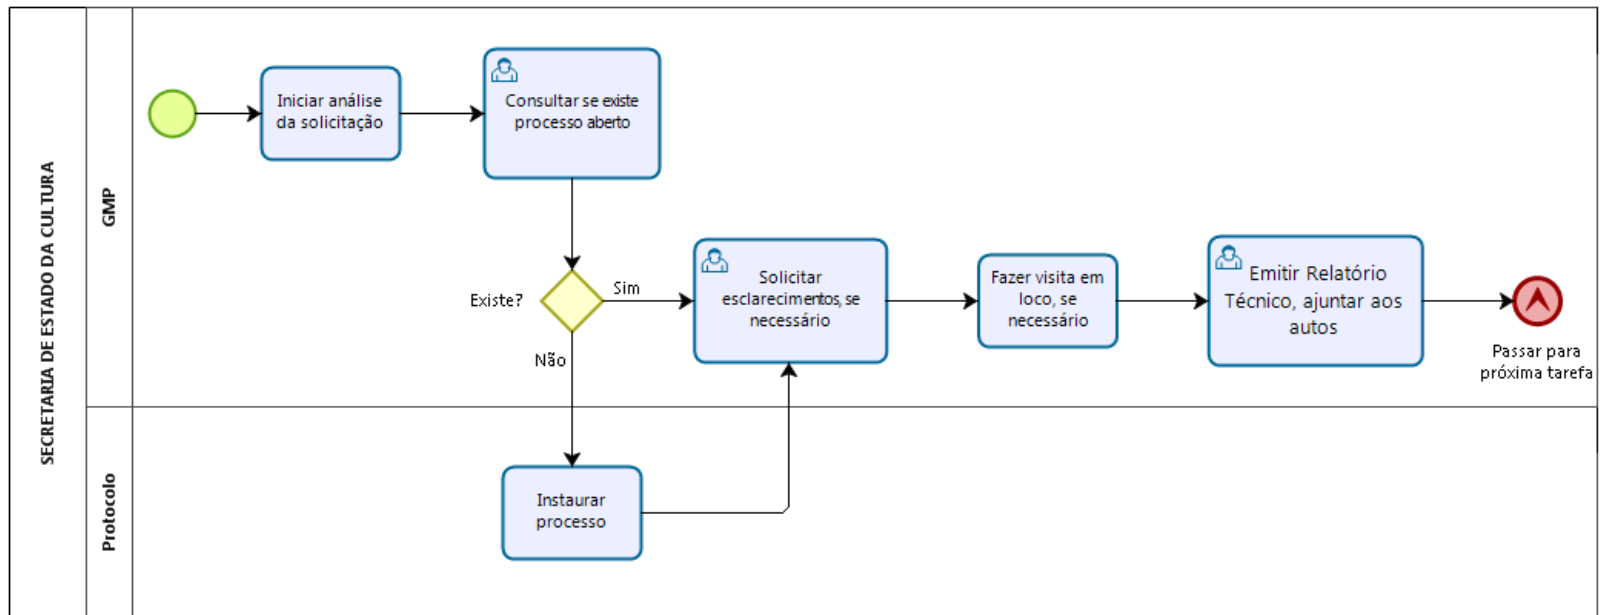 SECRETARIA DE ESTADO DA CULTURA
GMP
Iniciar análise
da solicitação
Consultar se existe
processo aberto
Existe?
Sim
Não
Solicitar
esclarecimentos, se
necessário
Fazer visita em
loco, se
necessário
Emitir Relatório
Técnico, ajuntar aos
autos
Passar para
próxima tarefa
Protocolo
Instaurar
processo